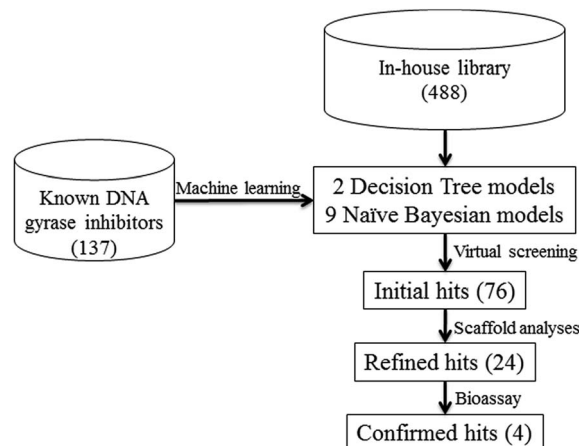 In-house library
(488)
Known DNA
gyrase inhibitors
(137)
Machine learning
2 Decision Tree models
9 Naïve Bayesian models
Virtual screening
Initial hits (76)
Scaffold analyses
Refined hits (24)
Bioassay
Confirmed hits (4)